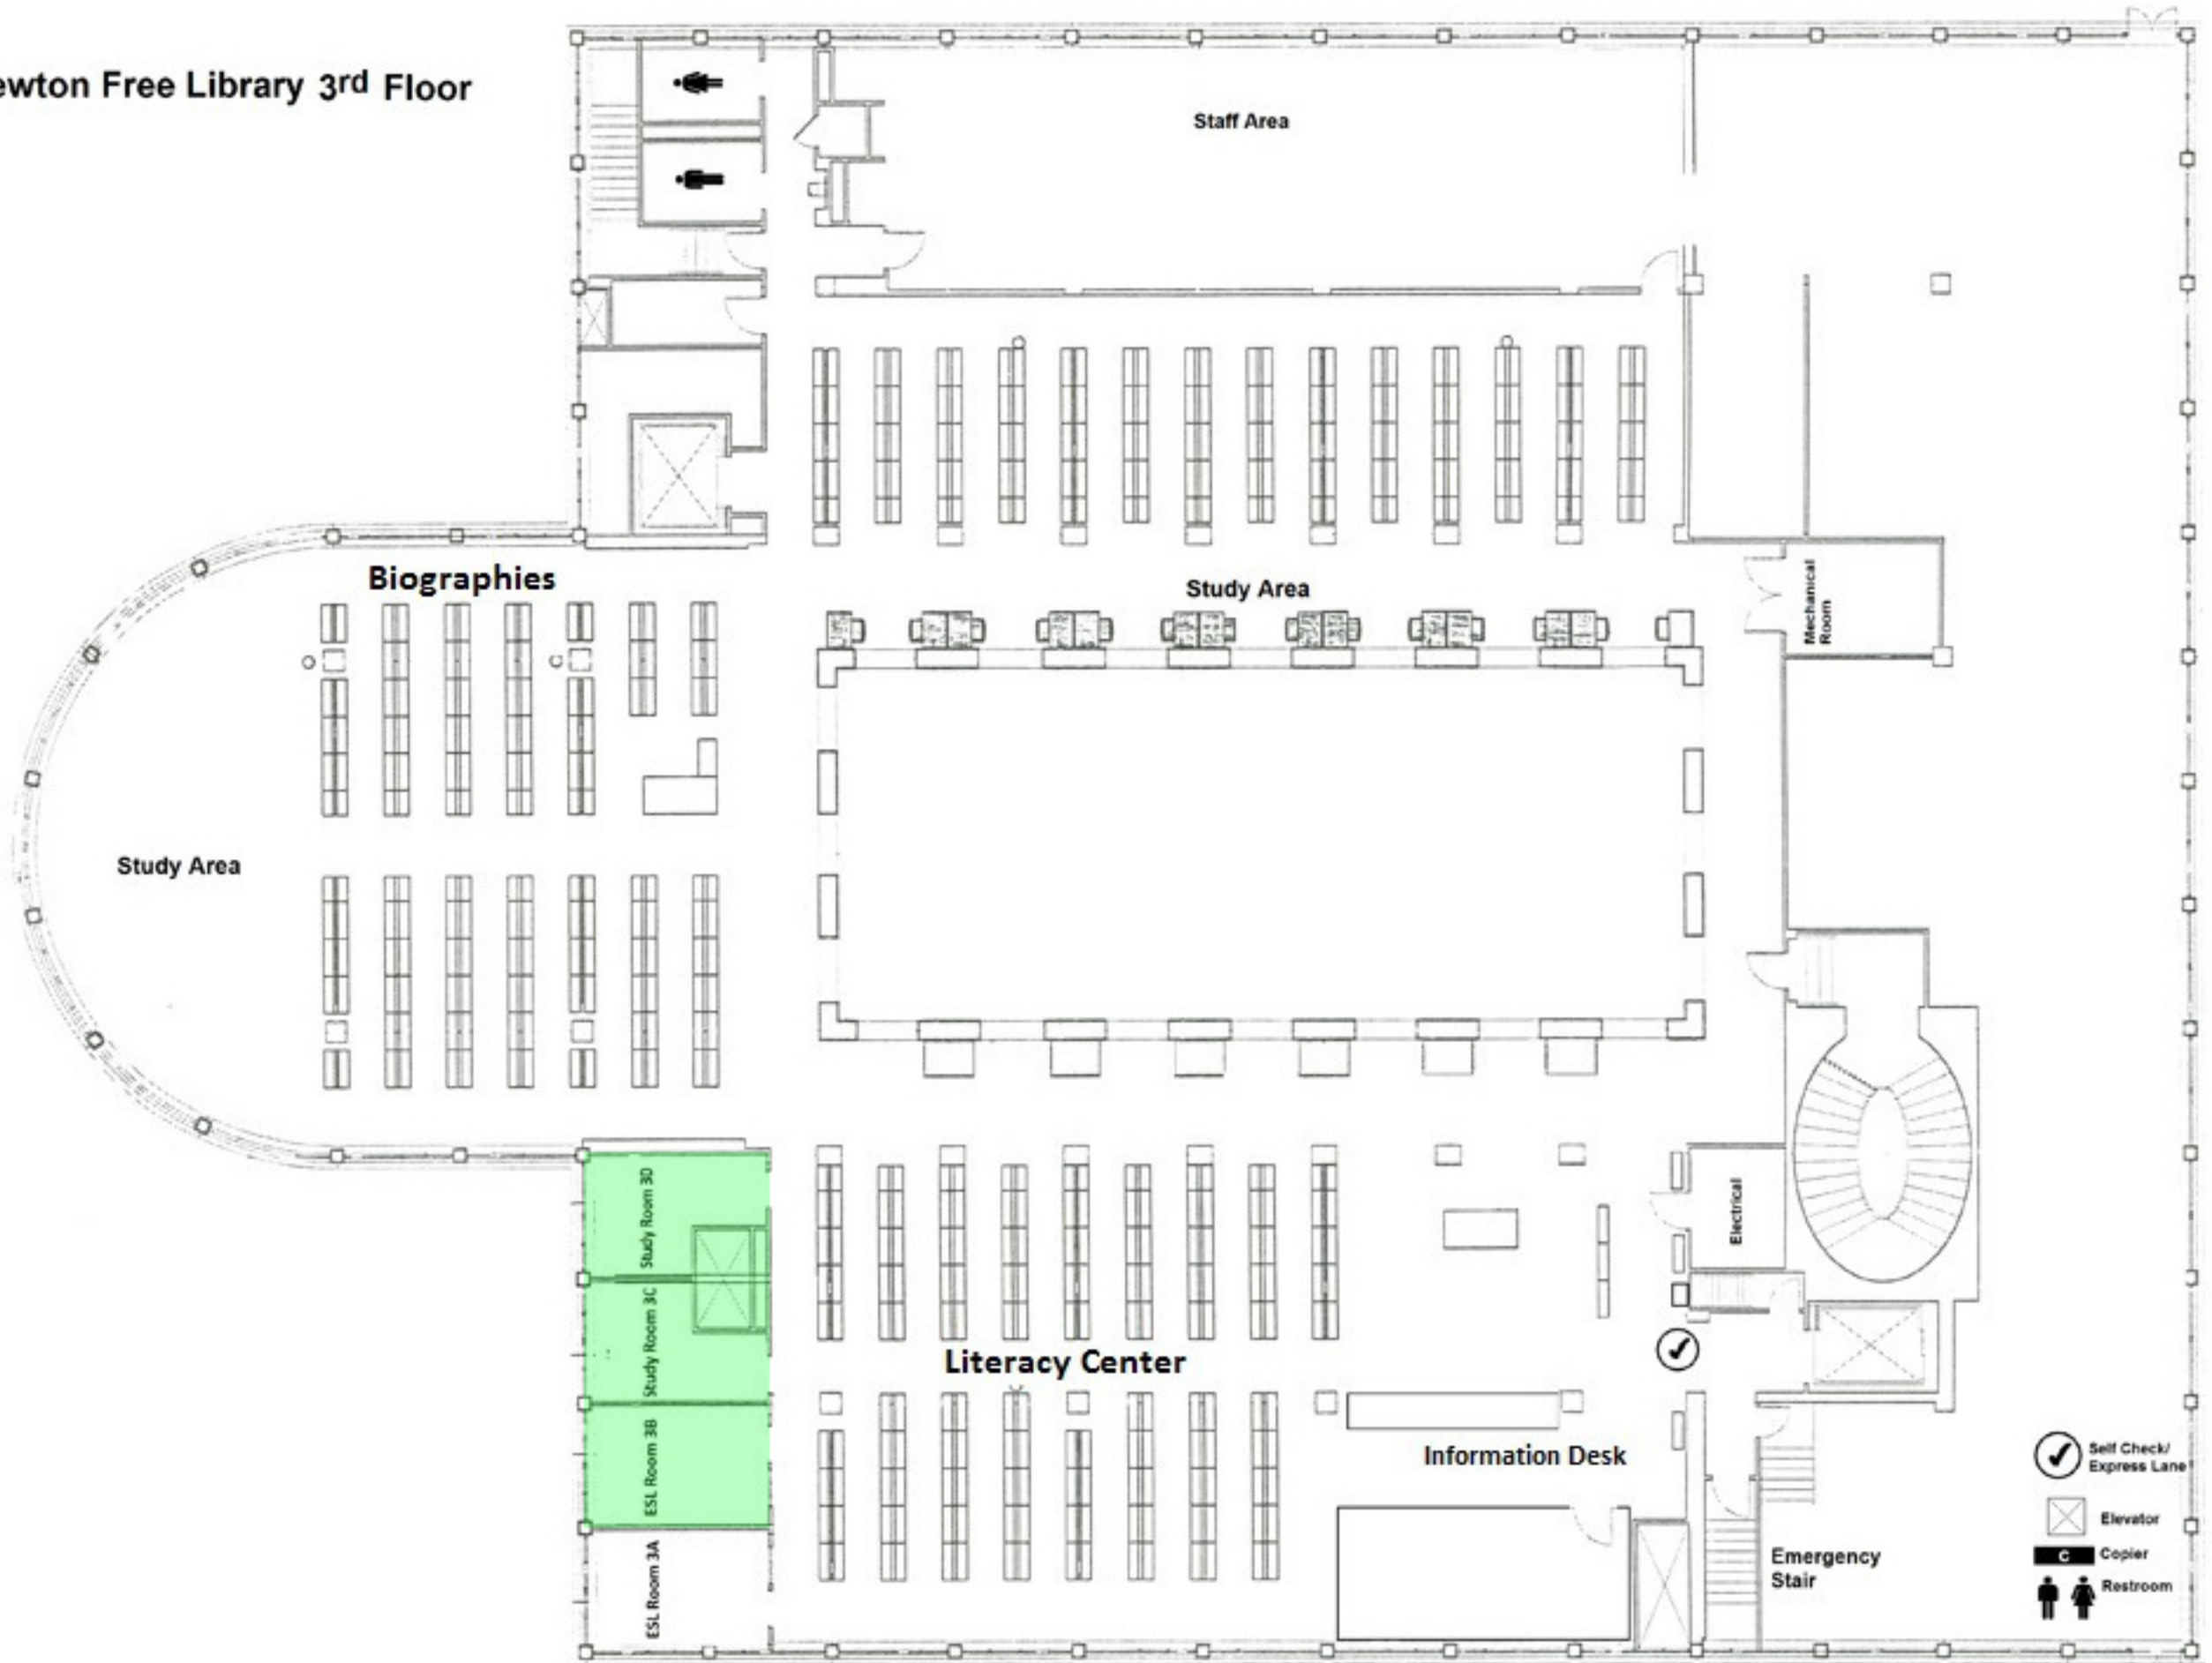 ewton Free Library 3rd Floor
Staff Area
Biographies
Study Area
Mechanical
Room
Study Area
Study Room 3D
Study Room 3C
ESL Room 3B
ESL Room 3A
Literacy Center
Electrical
Information Desk
Emergency
Stair
Self Check/
Express Lane
Elevator
C Copier
Restroom